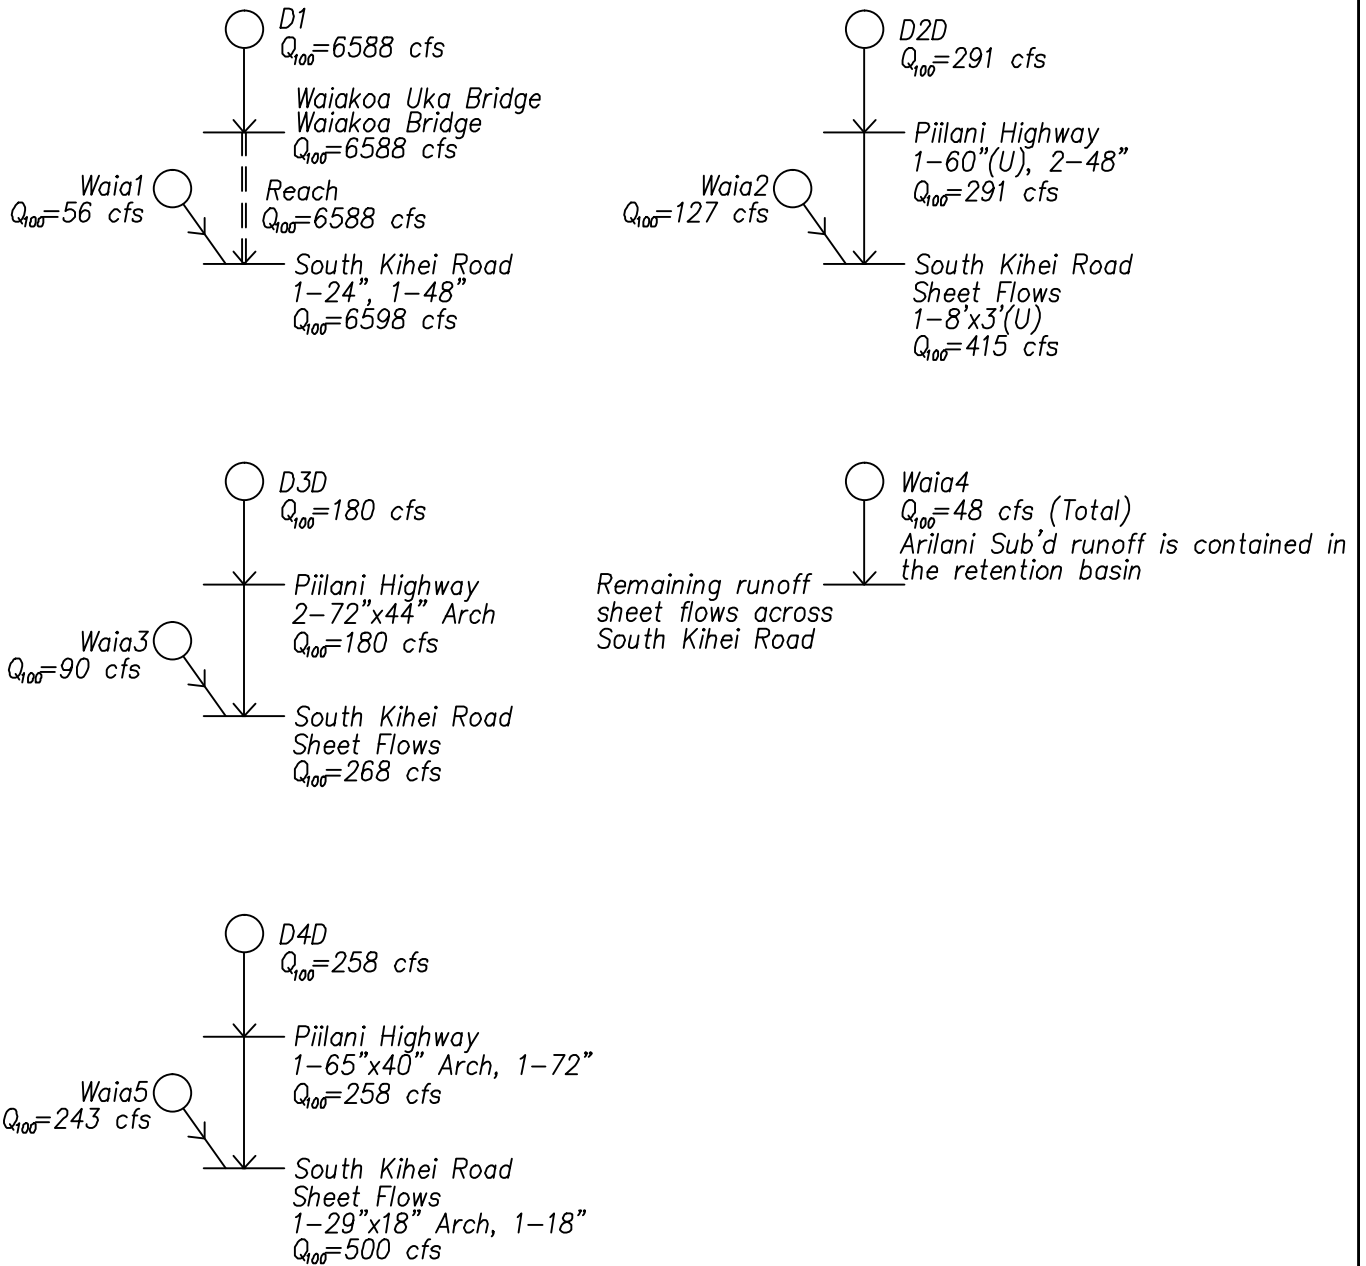 D1
Q100=6588 cfs
Waiakoa Uka Bridge
Waiakoa Bridge
Q100=6588 cfs
Waia1
Q100=56 cfs
Reach
Q100=6588 cfs
South Kihei Road
1-24", 1-48"
Q100=6598 cfs
D2D
Q100=291 cfs
Piilani Highway
1-60"(U), 2-48"
Q100=291 cfs
Waia2
Q100=127 cfs
South Kihei Road
Sheet Flows
1-8'x3'(U)
Q100=415 cfs
D3D
Q100=180 cfs
Piilani Highway
2-72"x44" Arch
Q100=180 cfs
Waia3
Q100=90 cfs
South Kihei Road
Sheet Flows
Q100=268 cfs
Waia4
Q100=48 cfs (Total)
Arilani Sub'd runoff is contained in
the retention basin
Remaining runoff
sheet flows across
South Kihei Road
D4D
Q100=258 cfs
Piilani Highway
1-65"x40" Arch, 1-72"
Q100=258 cfs
Waia5
Q100=243 cfs
South Kihei Road
Sheet Flows
1-29"x18" Arch, 1-18"
Q100=500 cfs